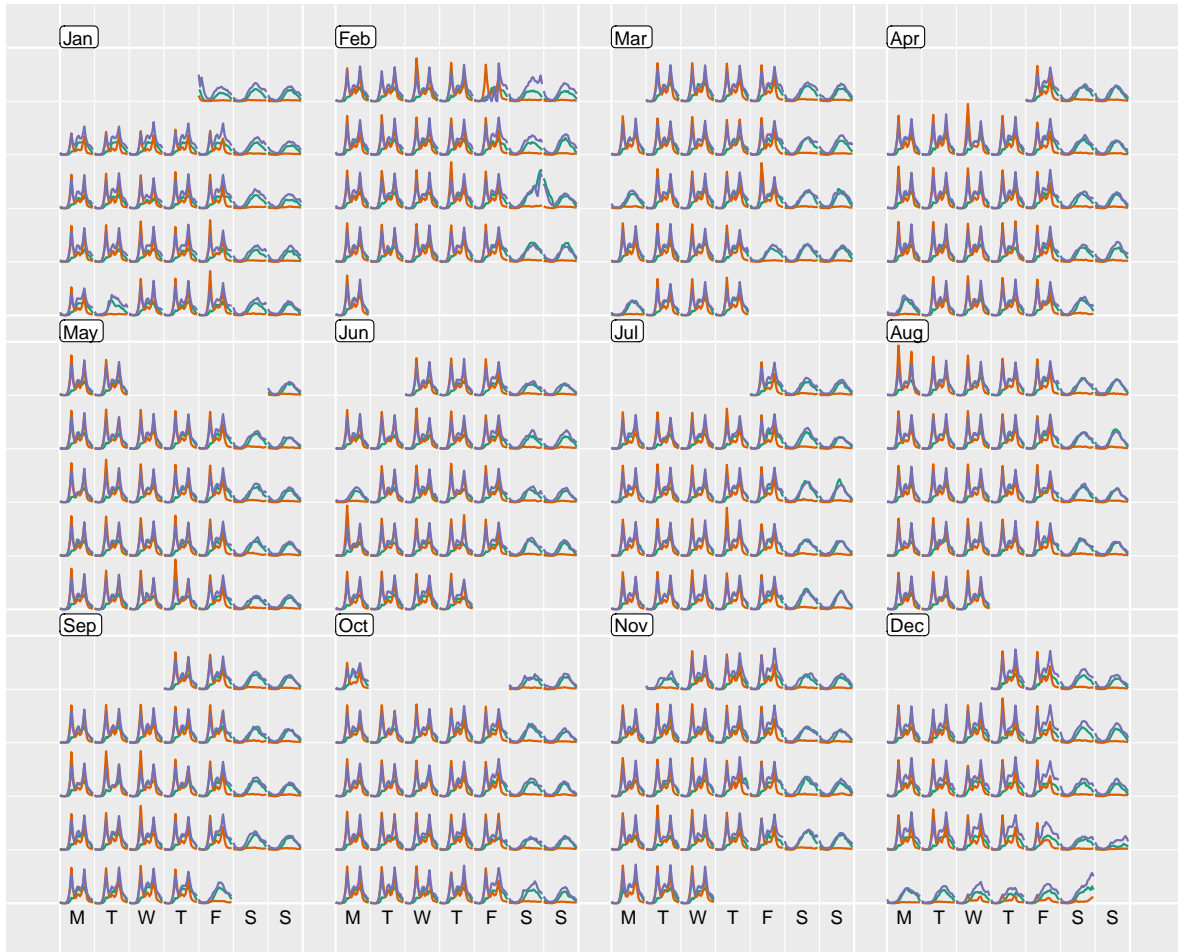 Jan Feb Mar Apr
May Jun Jul Aug
Sep Oct Nov Dec
M T W T F S S M T W T F S S M T W T F S S M T W T F S S